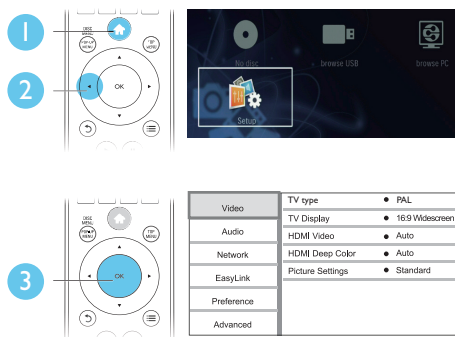 1
DISC
MENU
POP-UP
MENU
TOP
MENU
2
OK
No disc
browse USB
browse PC
Setup
DISC
MENU
POP-UP
MENU
TOP
MENU
3
OK
Video
Audio
Network
EasyLink
Preference
Advanced
TV type ● PAL
TV Display ● 16:9 Widescreen
HDMI Video ● Auto
HDMI Deep Color ● Auto
Picture Settings ● Standard